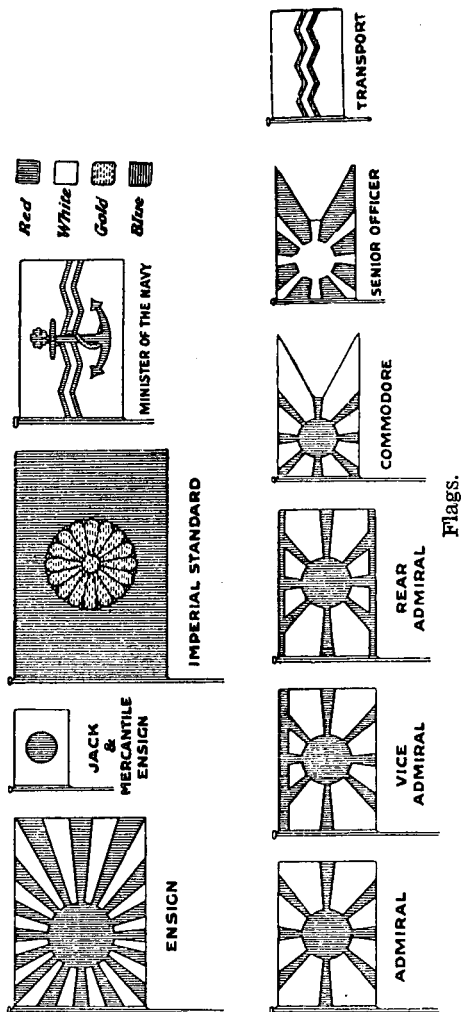 Red
White
Gold
Blue
ENSIGN
JACK
&
MERCANTILE
ENSIGN
IMPERIAL STANDARD
MINISTER OF THE NAVY
ADMIRAL
VICE
ADMIRAL
REAR
ADMIRAL
COMMODORE
SENIOR OFFICER
TRANSPORT
Flags.